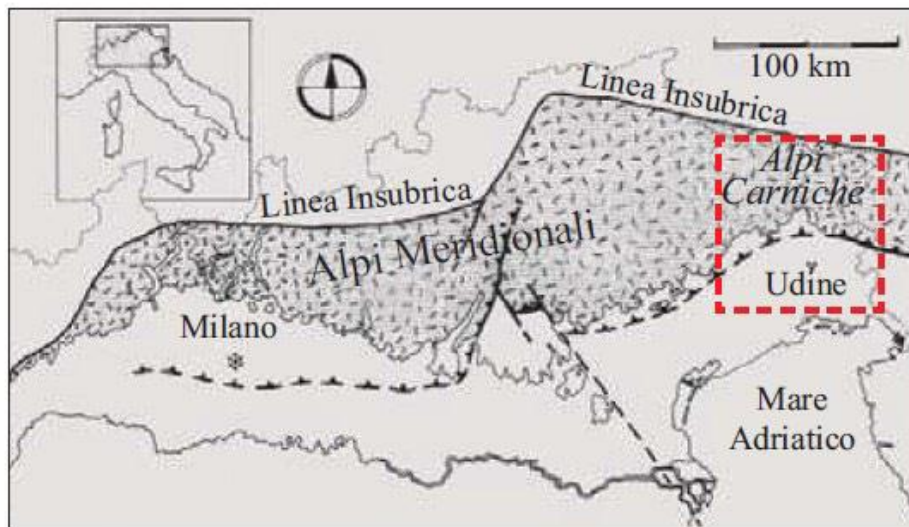 100 km
Linea Insubrica
Alpi
Carniche
Linea Insubrica
Alpi Meridionali
Udine
Milano
Mare
Adriatico